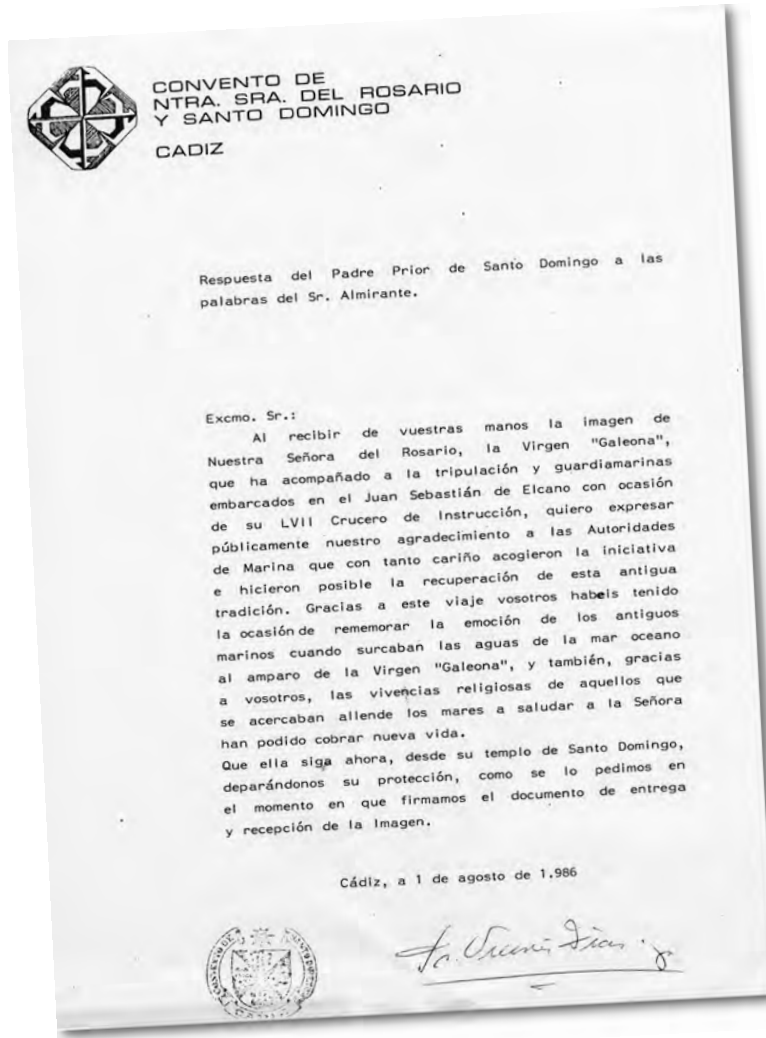 CONVENTO DE
NTRA. SRA. DEL ROSARIO
Y SANTO DOMINGO
CADIZ
Respuesta del Padre Prior de Santo Domingo a las
palabras del Sr. Almirante.
Excmo. Sr.:
Al recibir de vuestras manos la imagen de
Nuestra Señora del Rosario, la Virgen "Galeona",
que ha acompañado a la tripulación y guardiamarinas
embarcados en el Juan Sebastián de Elcano con ocasión
de su LVII Crucero de Instrucción, quiero expresar
públicamente nuestro agradecimiento a las Autoridades
de Marina que con tanto cariño acogieron la iniciativa
e hicieron posible la recuperación de esta antigua
tradición. Gracias a este viaje vosotros habeis tenido
la ocasión de rememorar la emoción de los antiguos
marinos cuando surcaban las aguas de la mar oceano
al amparo de la Virgen "Galeona", y también, gracias
a vosotros, las vivencias religiosas de aquellos que
se acercaban allende los mares a saludar a la Señora
han podido cobrar nueva vida.
Que ella siga ahora, desde su templo de Santo Domingo,
deparándonos su protección, como se lo pedimos en
el momento en que firmamos el documento de entrega
y recepción de la Imagen.
Cádiz, a 1 de agosto de 1.986
CONVENTO DE